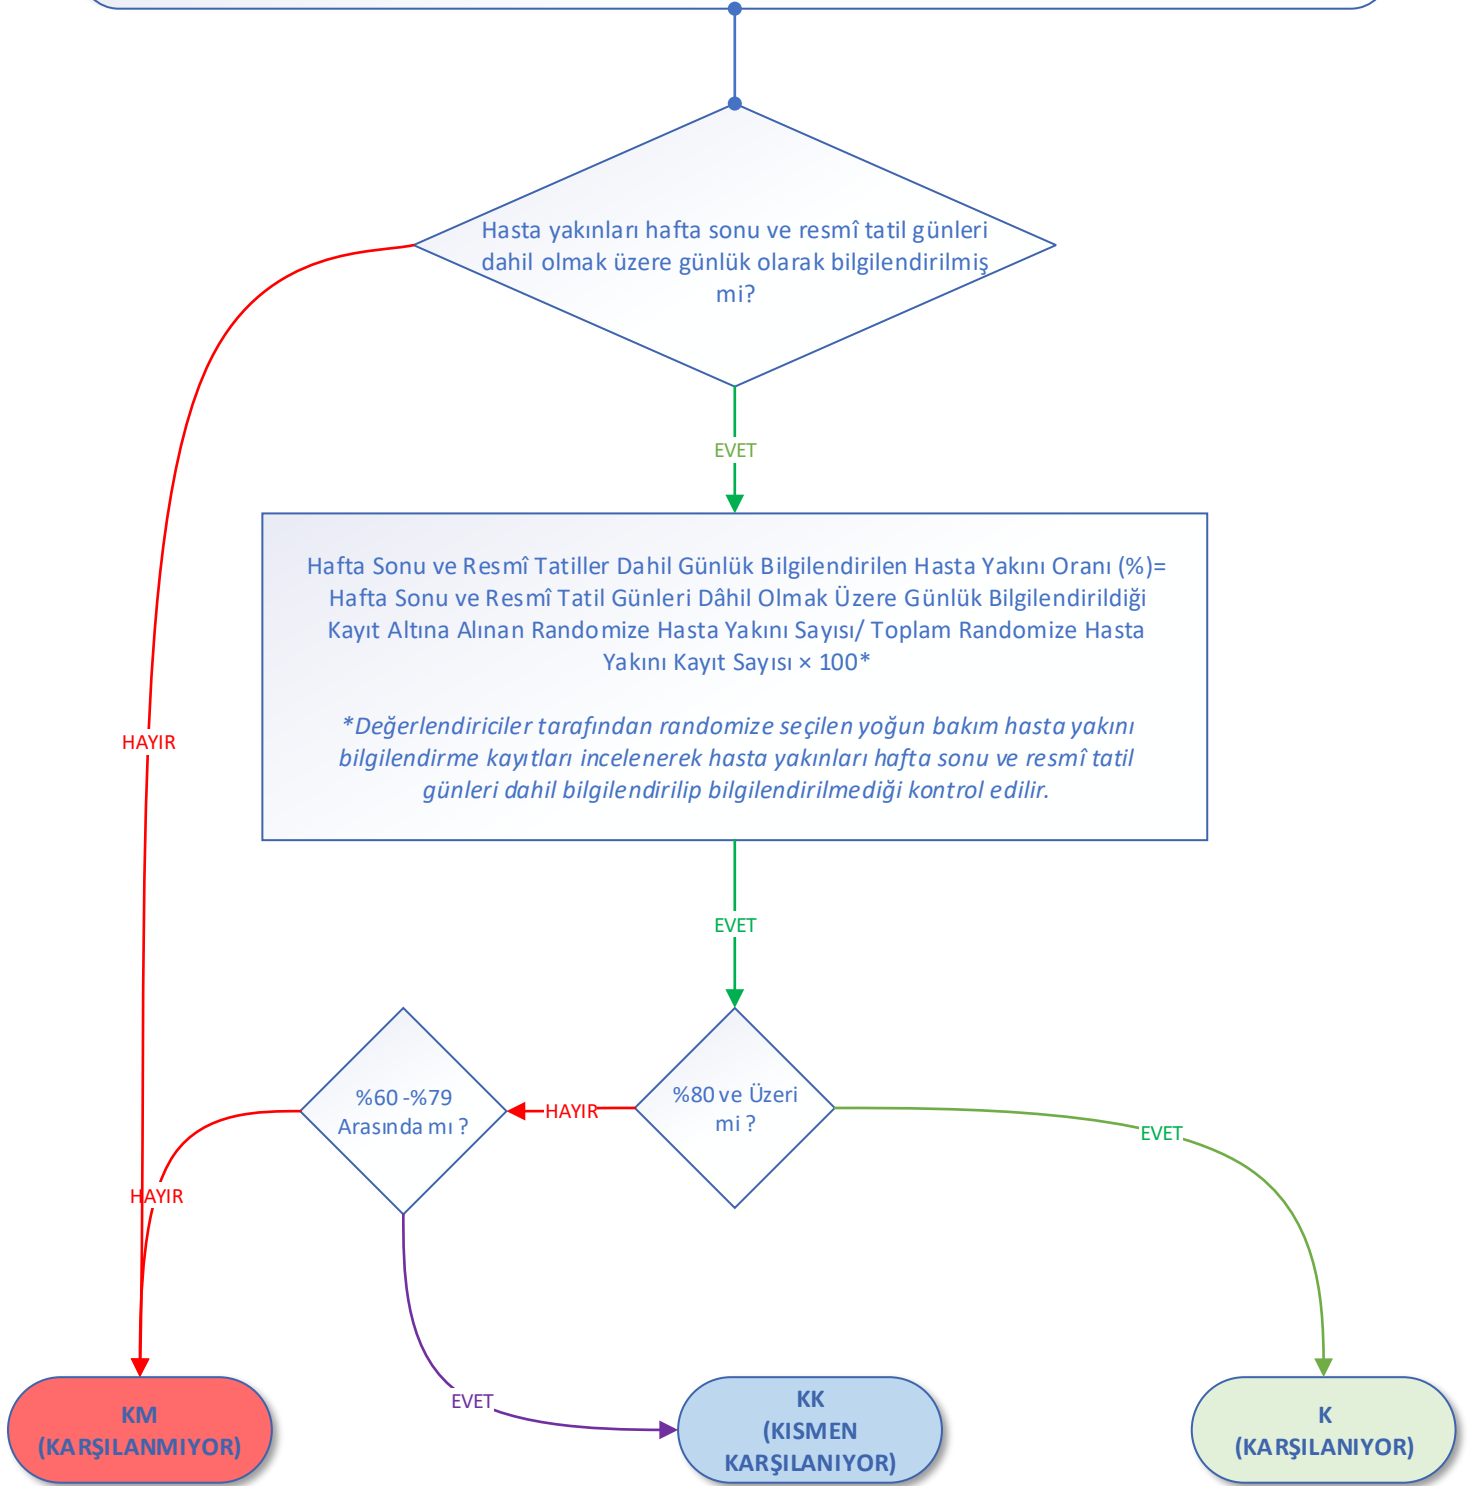 Hasta yakınları hafta sonu ve resmî tatil günleri
dahil olmak üzere günlük olarak bilgilendirilmiş
mi?
EVET
Hafta Sonu ve Resmî Tatiller Dahil Günlük Bilgilendirilen Hasta Yakını Oranı (%)=
Hafta Sonu ve Resmî Tatil Günleri Dâhil Olmak Üzere Günlük Bilgilendirildiği
Kayıt Altına Alınan Randomize Hasta Yakını Sayısı/ Toplam Randomize Hasta
Yakını Kayıt Sayısı × 100*
*Değerlendiriciler tarafından randomize seçilen yoğun bakım hasta yakını
bilgilendirme kayıtları incelenerek hasta yakınları hafta sonu ve resmî tatil
günleri dahil bilgilendirilip bilgilendirilmediği kontrol edilir.
HAYIR
EVET
%60 -%79
Arasında mı ?
HAYIR
%80 ve Üzeri
mi ?
EVET
HAYIR
EVET
KM
(KARŞILANMIYOR)
KK
(KISMEN
KARŞILANIYOR)
K
(KARŞILANIYOR)